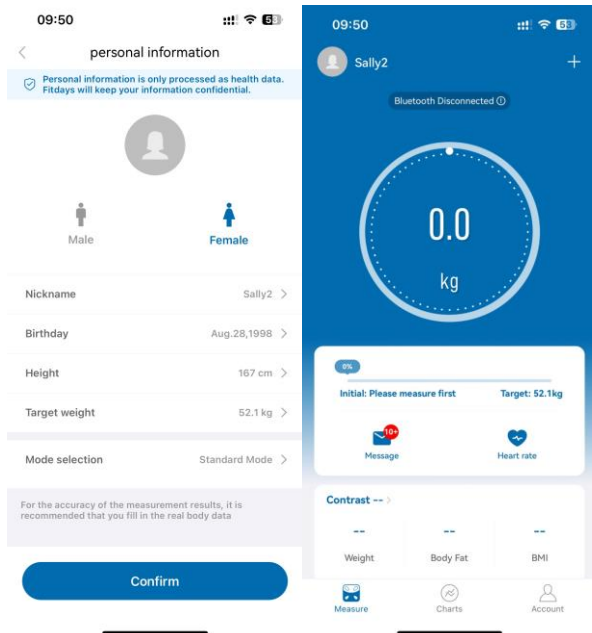 09:50
53
personal information
Personal information is only processed as health data.
Fitdays will keep your information confidential.
Male
Female
Nickname
Sally2
Birthday
Aug.28,1998
Height
167 cm
Target weight
52.1 kg
Mode selection
Standard Mode
For the accuracy of the measurement results, it is
recommended that you fill in the real body data
Confirm
09:50
53
Sally2
Bluetooth Disconnected
0.0
kg
0%
Initial: Please measure first
Target: 52.1kg
10+
Message
Heart rate
Contrast --
--
--
--
Weight
Body Fat
BMI
Measure
Charts
Account